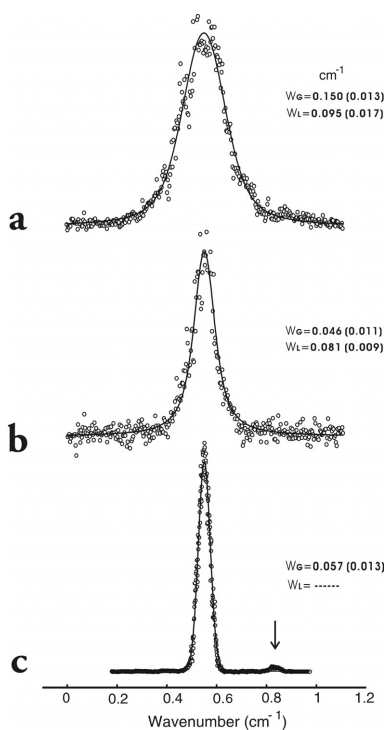 cm-1
WG=0.150 (0.013)
WL=0.095 (0.017)
a
WG=0.046 (0.011)
WL=0.081 (0.009)
b
WG=0.057 (0.013)
WL= ------
c
0 0.2 0.4 0.6 0.8 1 1.2
Wavenumber (cm-1)